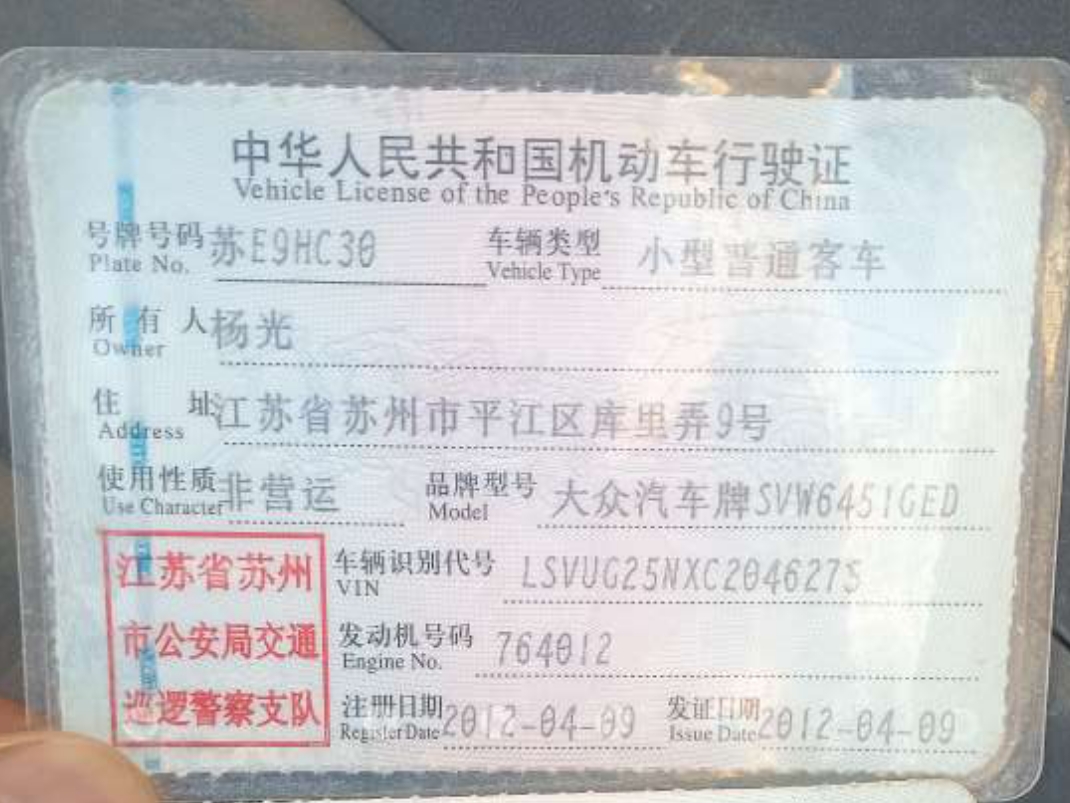 中华人民共和国机动车行驶证
Vehicle License of the People's Republic of China
号牌号码 苏E9HC30 车辆类型 小型普通客车
Plate No. Vehicle Type
所有人 杨光
Owner
住址 江苏省苏州市平江区库里弄9号
Address
使用性质 非营运 品牌型号 大众汽车牌SVW6451GED
Use Character Model
江苏省苏州 车辆识别代号 LSVUG25NXC2046275
VIN
市公安局交通 发动机号码 764012
Engine No.
巡逻警察支队 注册日期 2012-04-09 发证日期 2012-04-09
Register Date Issue Date